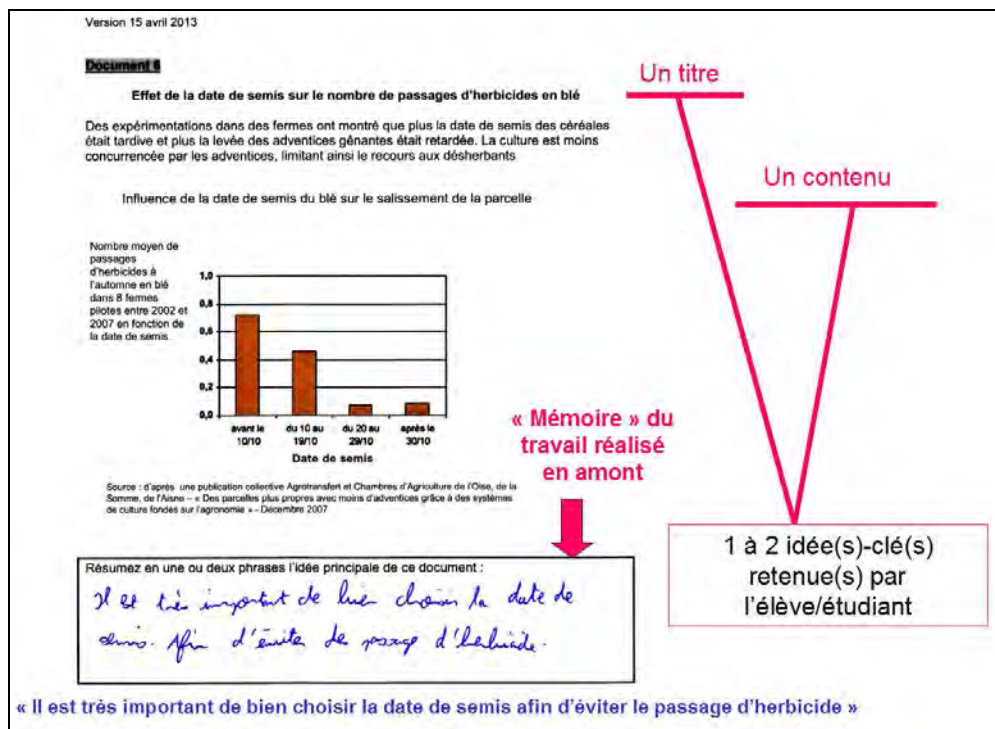 Version 15 avril 2013
Document 6
Effet de la date de semis sur le nombre de passages d'herbicides en blé
Des expérimentations dans des fermes ont montré que plus la date de semis des céréales
était tardive et plus la levée des adventices gênantes était retardée. La culture est moins
concurrencée par les adventices, limitant ainsi le recours aux désherbants
Influence de la date de semis du blé sur le salissement de la parcelle
Nombre moyen de
passages
d'herbicides à
l'automne en blé
dans 8 fermes
pilotes entre 2002 et
2007 en fonction de
la date de semis
1,0
0,8
0,6
0,4
0,2
0,0
avant le
10/10
du 10 au
19/10
du 20 au
29/10
après le
30/10
Date de semis
Source : d'après une publication collective Agrotransfert et Chambres d'Agriculture de l'Oise, de la
Somme, de l'Aisne – « Des parcelles plus propres avec moins d'adventices grâce à des systèmes
de culture fondés sur l'agronomie » - Décembre 2007
Résumez en une ou deux phrases l'idée principale de ce document :
Il est très important de bien choisir la date de
semis. Afin d'éviter de passage d'herbicide.
« Il est très important de bien choisir la date de semis afin d'éviter le passage d'herbicide »
Un titre
Un contenu
« Mémoire » du
travail réalisé
en amont
1 à 2 idée(s)-clé(s)
retenue(s) par
l'élève/étudiant